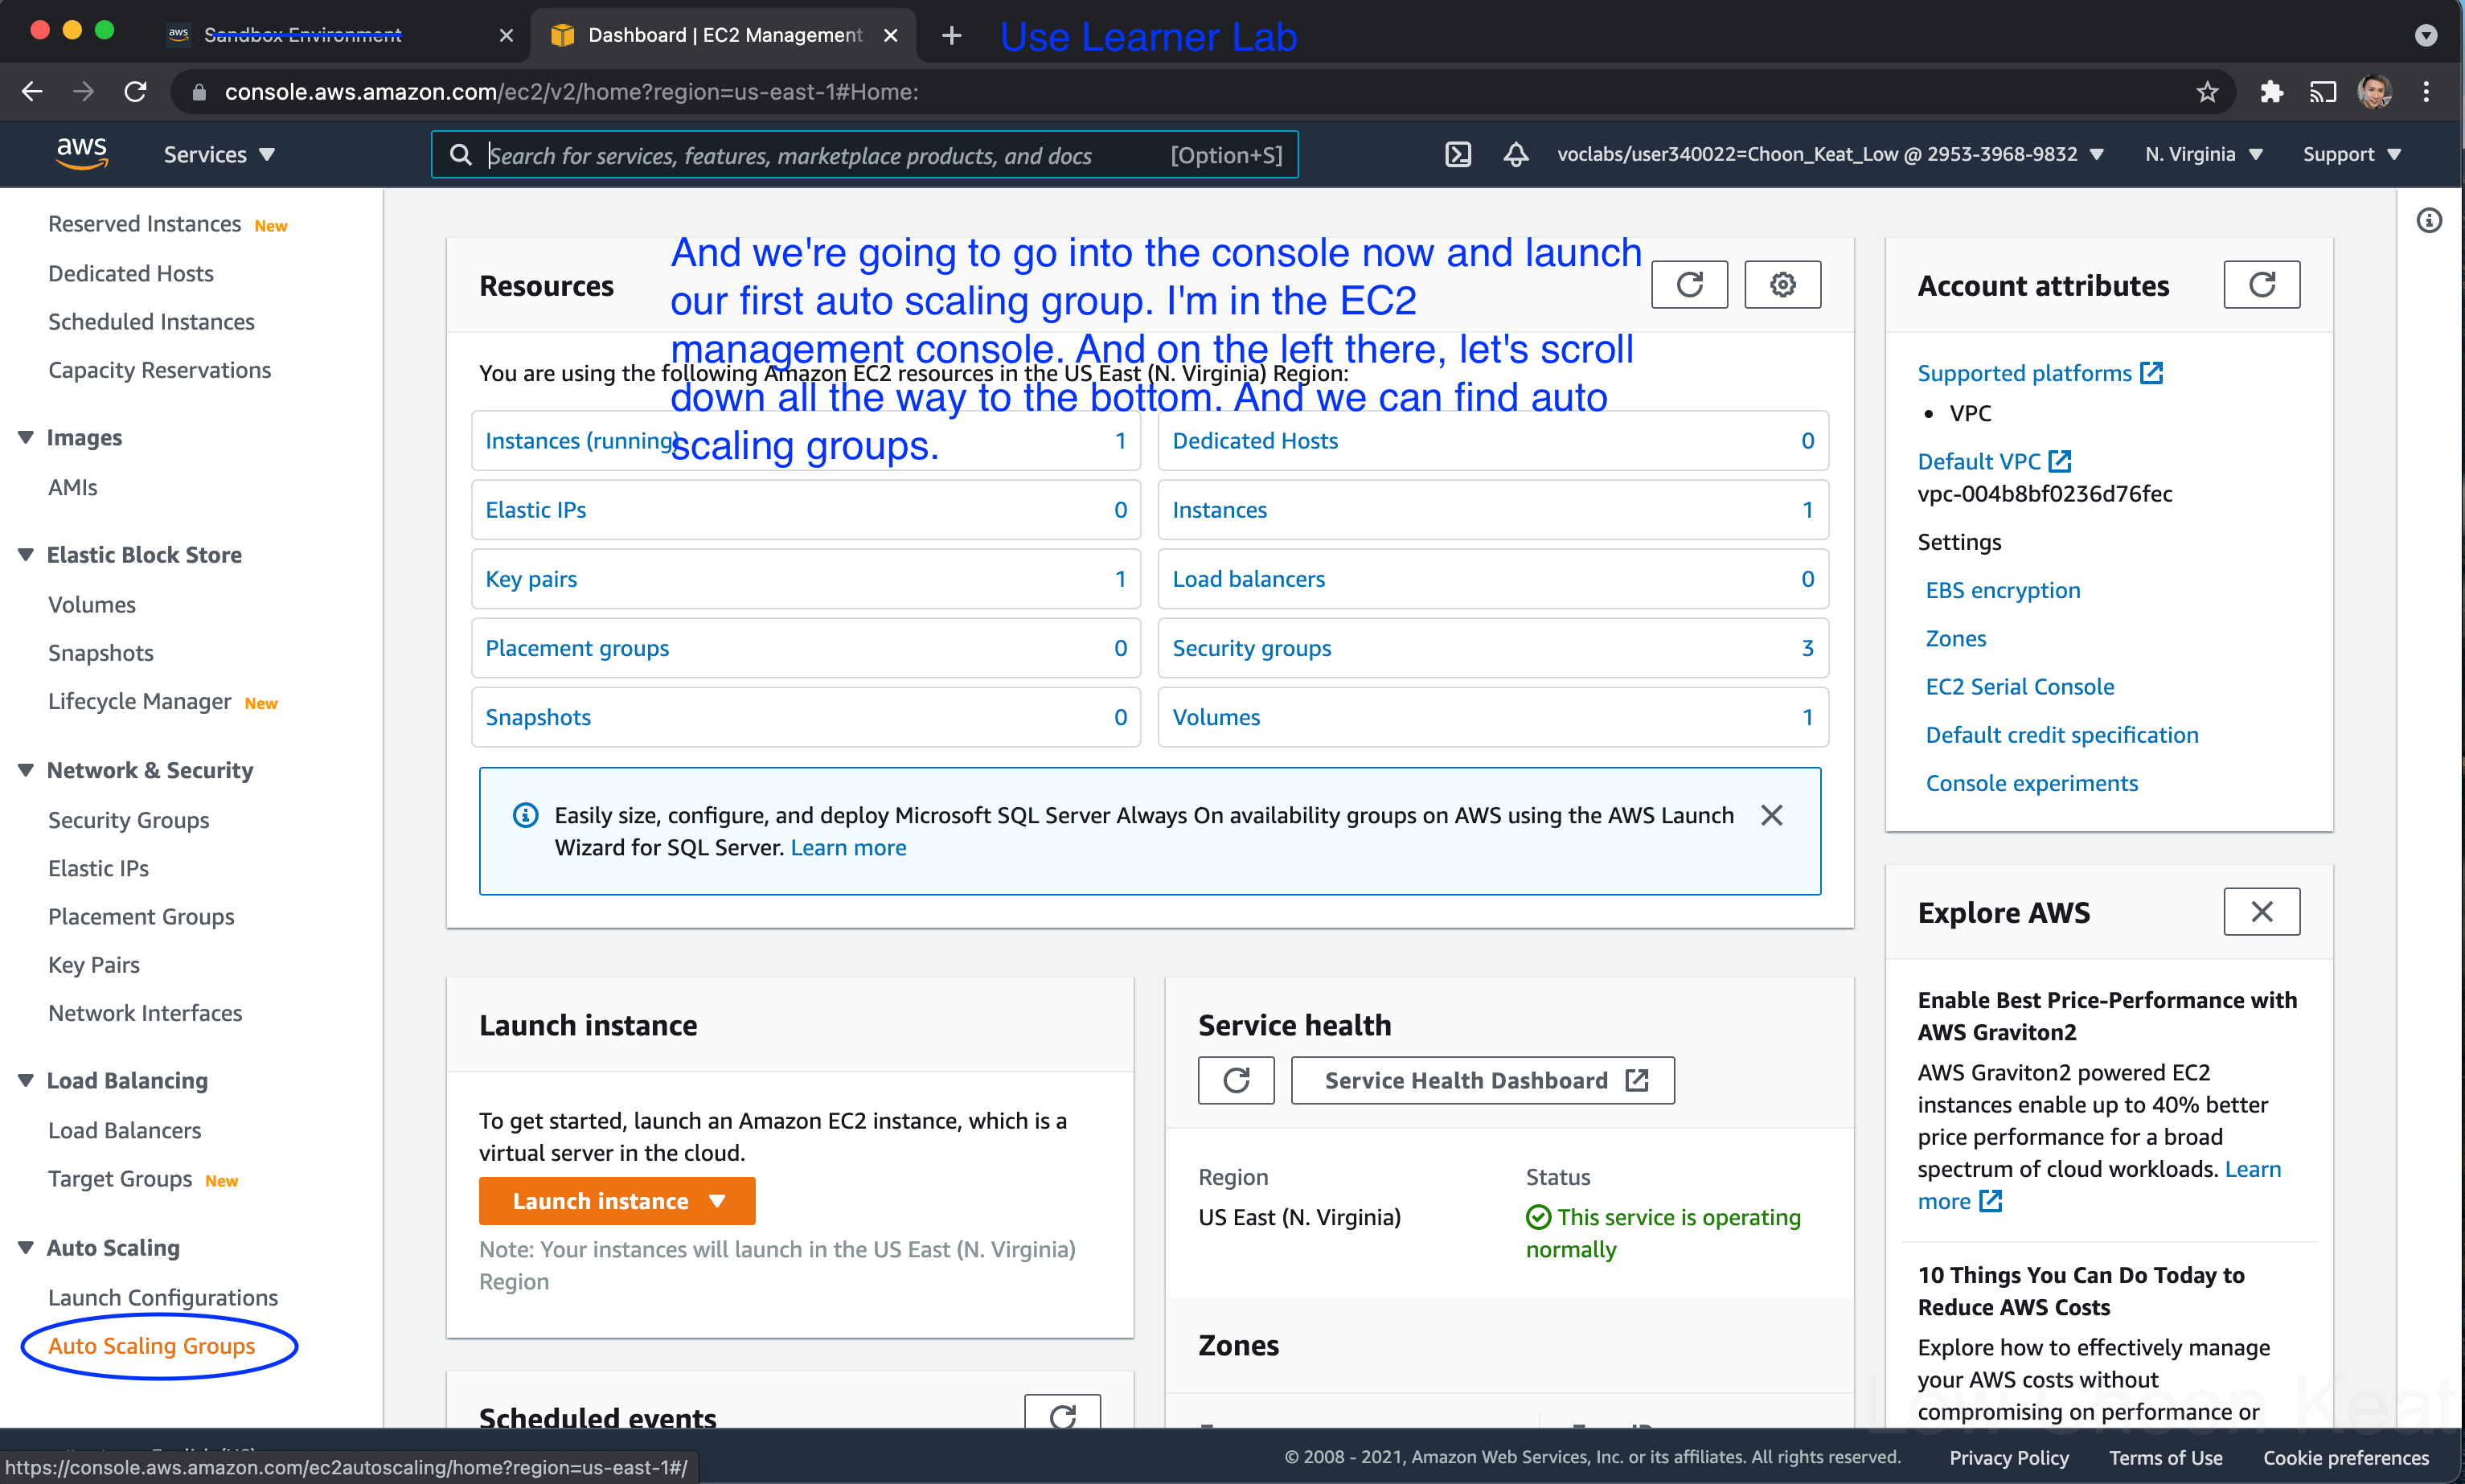 aws Sandbox Environment
Dashboard | EC2 Management
Use Learner Lab
console.aws.amazon.com/ec2/v2/home?region=us-east-1#Home:
aws
Services
Search for services, features, marketplace products, and docs [Option+S]
voclabs/user340022=Choon_Keat_Low @ 2953-3968-9832
N. Virginia
Support
Reserved Instances New
Dedicated Hosts
Scheduled Instances
Capacity Reservations
Images
AMIs
Elastic Block Store
Volumes
Snapshots
Lifecycle Manager New
Network & Security
Security Groups
Elastic IPs
Placement Groups
Key Pairs
Network Interfaces
Load Balancing
Load Balancers
Target Groups New
Auto Scaling
Launch Configurations
Auto Scaling Groups
And we're going to go into the console now and launch
our first auto scaling group. I'm in the EC2
management console. And on the left there, let's scroll
down all the way to the bottom. And we can find auto
scaling groups.
Resources
You are using the following Amazon EC2 resources in the US East (N. Virginia) Region:
Instances (running) 1
Dedicated Hosts 0
Elastic IPs 0
Instances 1
Key pairs 1
Load balancers 0
Placement groups 0
Security groups 3
Snapshots 0
Volumes 1
Easily size, configure, and deploy Microsoft SQL Server Always On availability groups on AWS using the AWS Launch
Wizard for SQL Server. Learn more
Launch instance
To get started, launch an Amazon EC2 instance, which is a
virtual server in the cloud.
Launch instance
Note: Your instances will launch in the US East (N. Virginia)
Region
Scheduled events
Service health
Service Health Dashboard
Region
US East (N. Virginia)
Status
This service is operating
normally
Zones
Account attributes
Supported platforms
• VPC
Default VPC
vpc-004b8bf0236d76fec
Settings
EBS encryption
Zones
EC2 Serial Console
Default credit specification
Console experiments
Explore AWS
Enable Best Price-Performance with
AWS Graviton2
AWS Graviton2 powered EC2
instances enable up to 40% better
price performance for a broad
spectrum of cloud workloads. Learn
more
10 Things You Can Do Today to
Reduce AWS Costs
Explore how to effectively manage
your AWS costs without
compromising on performance or
Low Choon Keat
https://console.aws.amazon.com/ec2autoscaling/home?region=us-east-1#/
© 2008 - 2021, Amazon Web Services, Inc. or its affiliates. All rights reserved.
Privacy Policy
Terms of Use
Cookie preferences